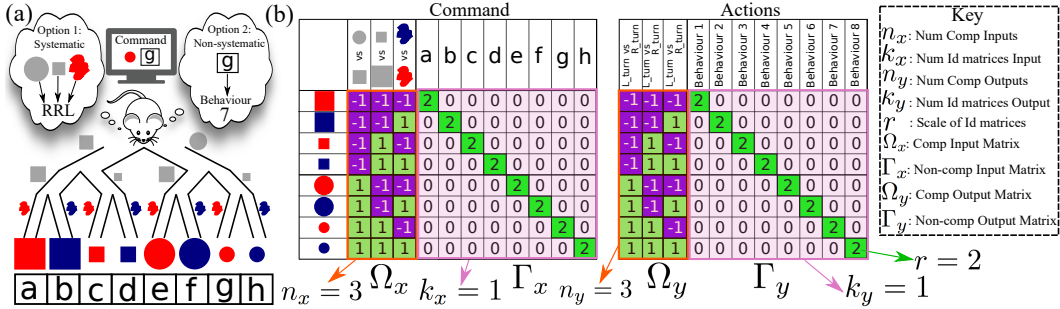 (a)
Option 1:
Systematic
RRL
Command
g
Option 2:
Non-systematic
g
Behaviour
7
a b c d e f g h
(b)
Command
vs vs vs a b c d e f g h
-1 -1 -1 2 0 0 0 0 0 0 0
-1 -1 1 0 2 0 0 0 0 0 0
-1 1 -1 0 0 2 0 0 0 0 0
-1 1 1 0 0 0 2 0 0 0 0
1 -1 -1 0 0 0 0 2 0 0 0
1 -1 1 0 0 0 0 0 2 0 0
1 1 -1 0 0 0 0 0 0 2 0
1 1 1 0 0 0 0 0 0 0 2
n_x = 3 Ω_x k_x = 1 Γ_x
Actions
L_turn vs R_turn L_turn vs R_turn L_turn vs R_turn Behaviour 1 Behaviour 2 Behaviour 3 Behaviour 4 Behaviour 5 Behaviour 6 Behaviour 7 Behaviour 8
-1 -1 -1 2 0 0 0 0 0 0 0
-1 -1 1 0 2 0 0 0 0 0 0
-1 1 -1 0 0 2 0 0 0 0 0
-1 1 1 0 0 0 2 0 0 0 0
1 -1 -1 0 0 0 0 2 0 0 0
1 -1 1 0 0 0 0 0 2 0 0
1 1 -1 0 0 0 0 0 0 2 0
1 1 1 0 0 0 0 0 0 0 2
n_y = 3 Ω_y Γ_y k_y = 1
r = 2
Key
n_x: Num Comp Inputs
k_x: Num Id matrices Input
n_y: Num Comp Outputs
k_y: Num Id matrices Output
r : Scale of Id matrices
Ω_x: Comp Input Matrix
Γ_x: Non-comp Input Matrix
Ω_y: Comp Output Matrix
Γ_y: Non-comp Output Matrix